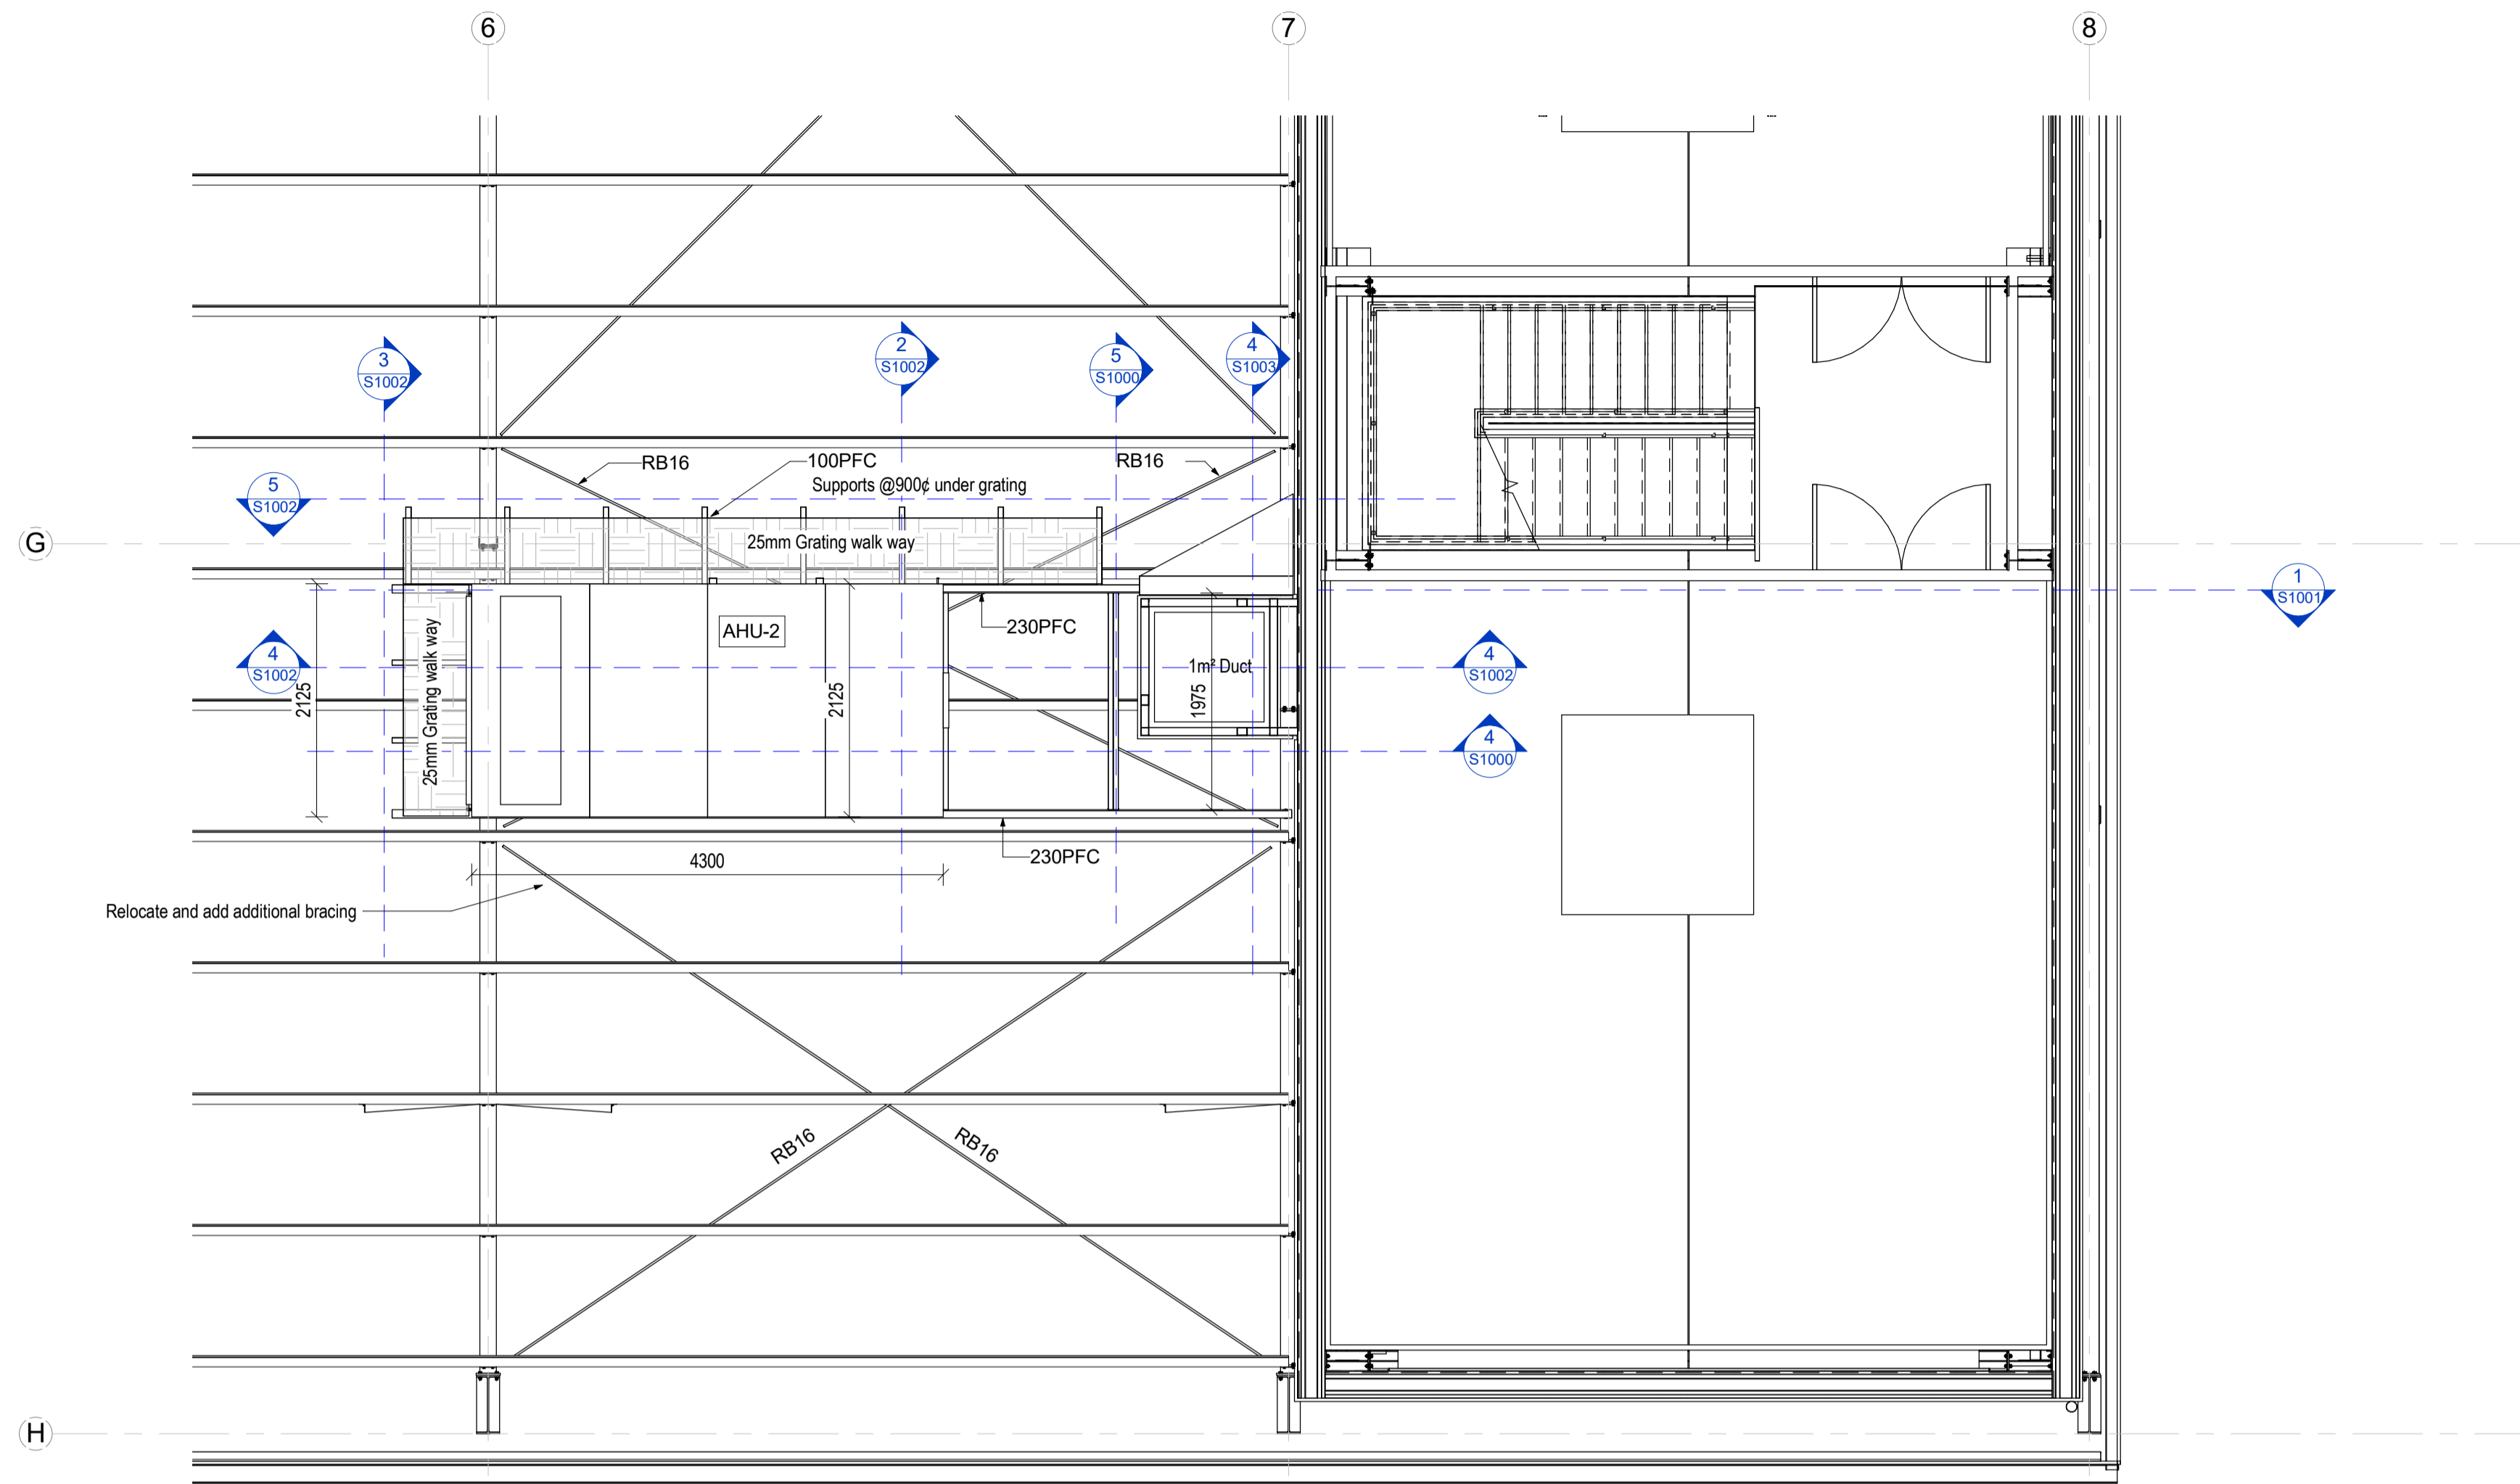 6
7
8
3
S1002
2
S1002
5
S1000
4
S1003
RB16
100PFC
Supports @900¢ under grating
RB16
5
S1002
G
25mm Grating walk way
1
S1001
AHU-2
230PFC
4
S1002
25mm Grating walk way
2125
2125
1m² Duct
1975
4
S1002
4
S1000
230PFC
4300
Relocate and add additional bracing
RB16
RB16
H